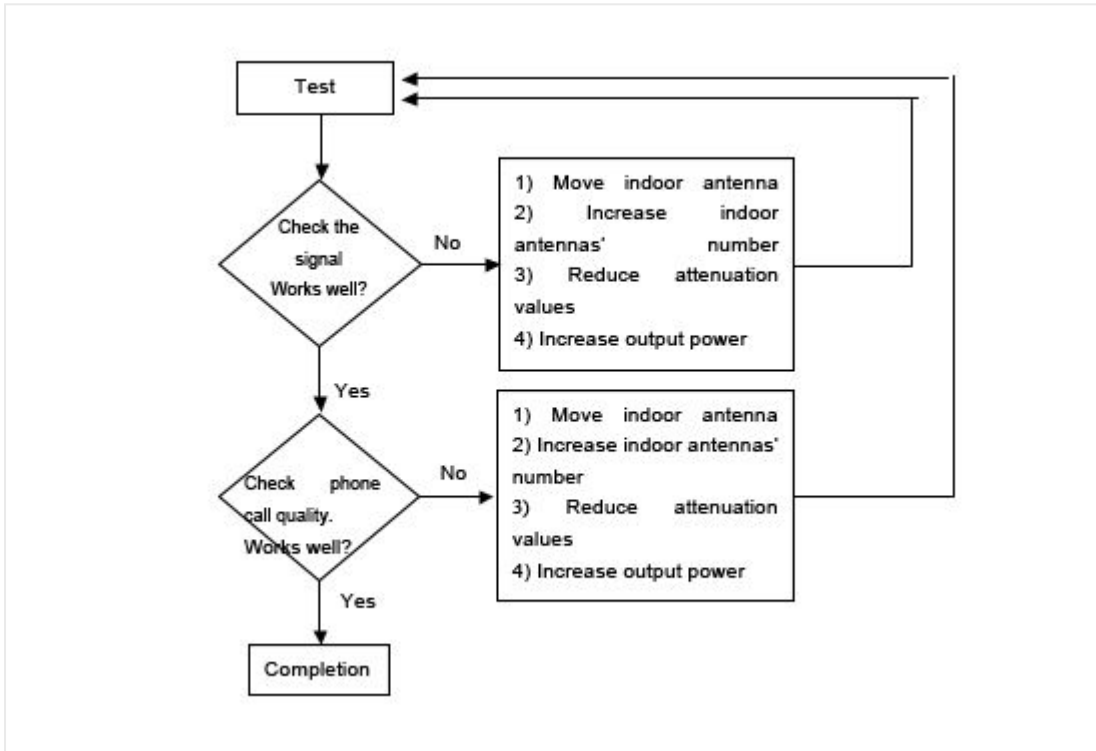 Test
Check the
signal
Works well?
No
1) Move indoor antenna
2) Increase indoor
antennas' number
3) Reduce attenuation
values
4) Increase output power
Yes
Check phone
call quality.
Works well?
No
1) Move indoor antenna
2) Increase indoor antennas'
number
3) Reduce attenuation
values
4) Increase output power
Yes
Completion